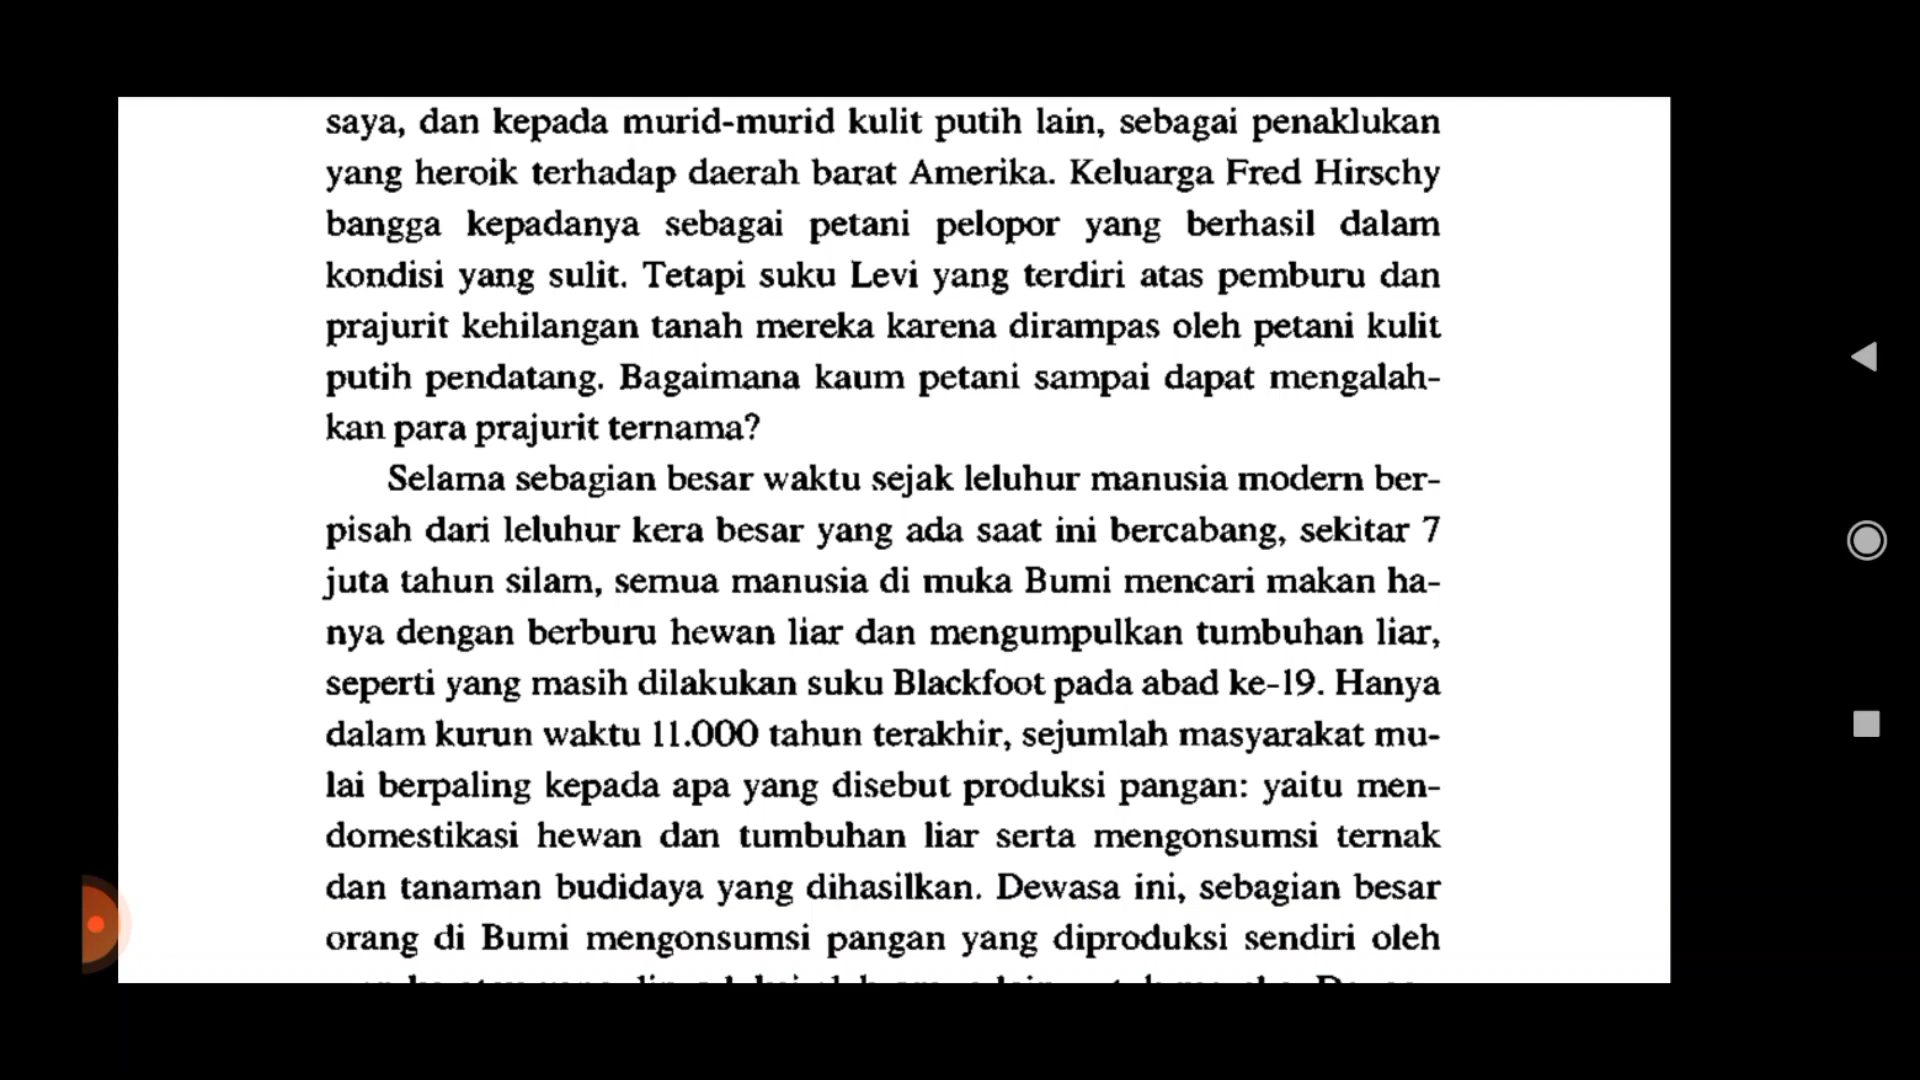 saya, dan kepada murid-murid kulit putih lain, sebagai penaklukan
yang heroik terhadap daerah barat Amerika. Keluarga Fred Hirschy
bangga kepadanya sebagai petani pelopor yang berhasil dalam
kondisi yang sulit. Tetapi suku Levi yang terdiri atas pemburu dan
prajurit kehilangan tanah mereka karena dirampas oleh petani kulit
putih pendatang. Bagaimana kaum petani sampai dapat mengalah-
kan para prajurit ternama?
Selama sebagian besar waktu sejak leluhur manusia modern ber-
pisah dari leluhur kera besar yang ada saat ini bercabang, sekitar 7
juta tahun silam, semua manusia di muka Bumi mencari makan ha-
nya dengan berburu hewan liar dan mengumpulkan tumbuhan liar,
seperti yang masih dilakukan suku Blackfoot pada abad ke-19. Hanya
dalam kurun waktu 11.000 tahun terakhir, sejumlah masyarakat mu-
lai berpaling kepada apa yang disebut produksi pangan: yaitu men-
domestikasi hewan dan tumbuhan liar serta mengonsumsi ternak
dan tanaman budidaya yang dihasilkan. Dewasa ini, sebagian besar
orang di Bumi mengonsumsi pangan yang diproduksi sendiri oleh